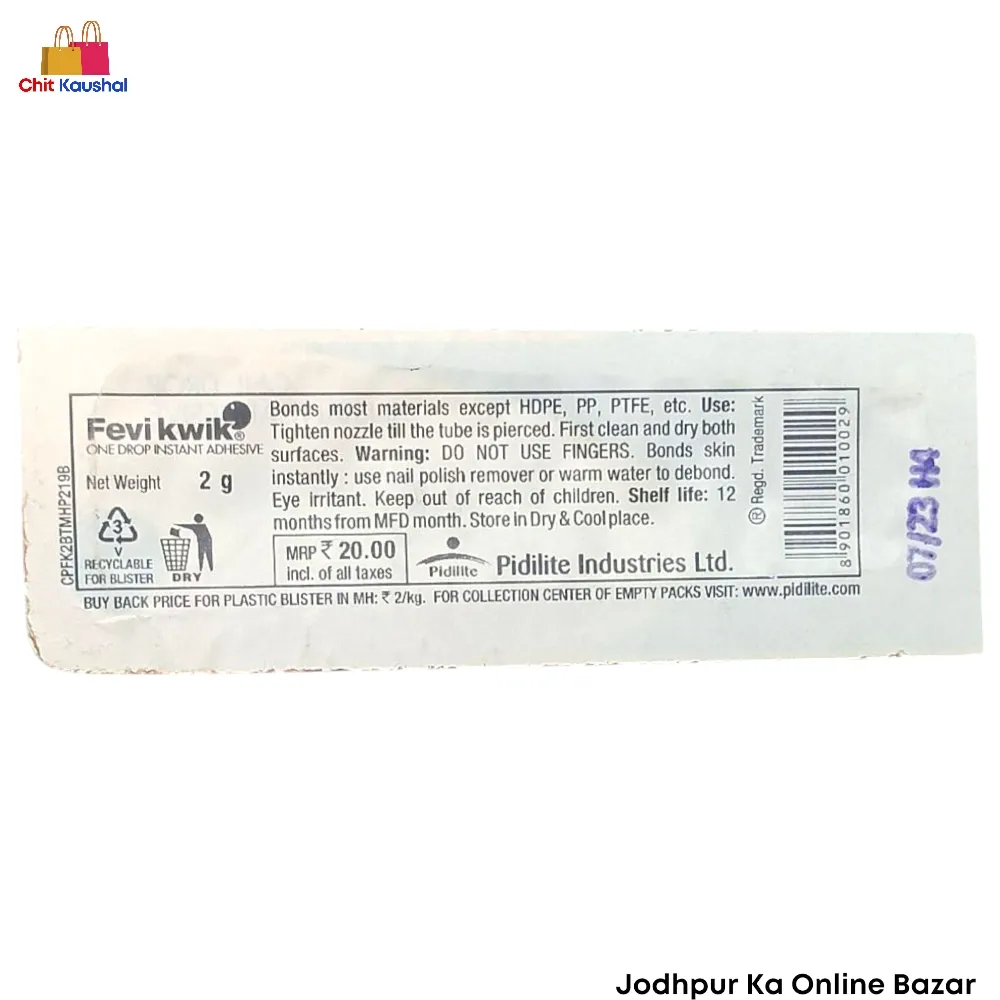 Chit Kaushal
Fevi kwik®
ONE DROP INSTANT ADHESIVE
Net Weight 2 g
3
V
RECYCLABLE
FOR BLISTER
DRY
CPFK2BTMHP219B
Bonds most materials except HDPE, PP, PTFE, etc. Use:
Tighten nozzle till the tube is pierced. First clean and dry both
surfaces. Warning: DO NOT USE FINGERS. Bonds skin
instantly : use nail polish remover or warm water to debond.
Eye irritant. Keep out of reach of children. Shelf life: 12
months from MFD month. Store in Dry & Cool place.
MRP ₹ 20.00
incl. of all taxes
Pidilite
Pidilite Industries Ltd.
® Regd. Trademark
8 901860 010029
07/23
BUY BACK PRICE FOR PLASTIC BLISTER IN MH: ₹ 2/kg. FOR COLLECTION CENTER OF EMPTY PACKS VISIT: www.pidilite.com
Jodhpur Ka Online Bazar